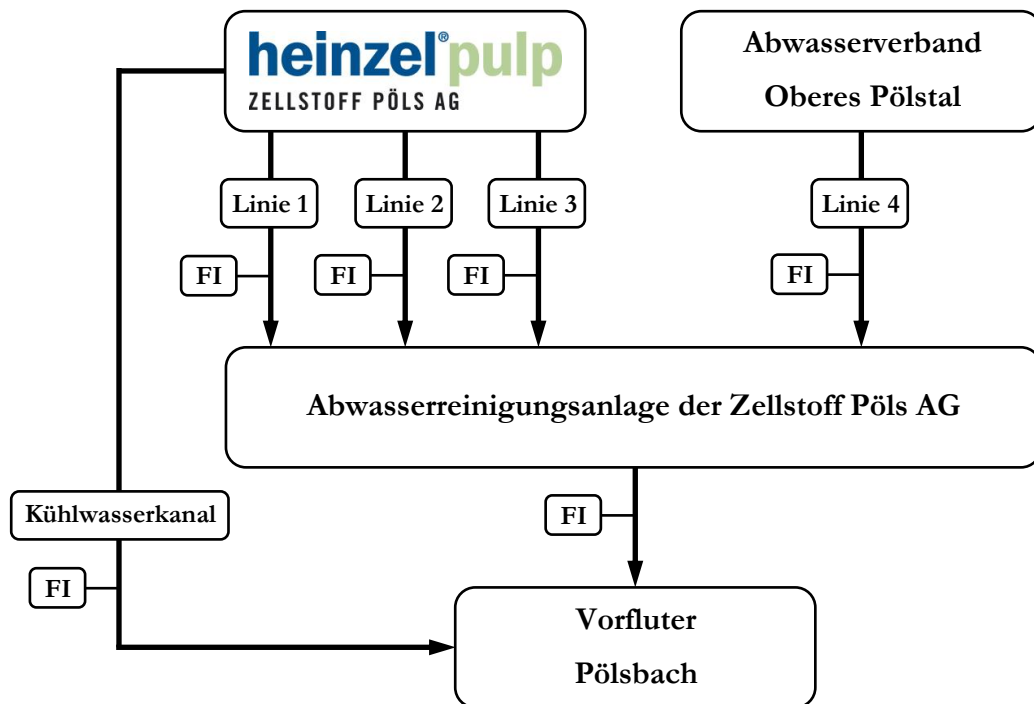 heinzel®pulp
ZELLSTOFF PÖLS AG
Abwasserverband
Oberes Pölstal
Linie 1
Linie 2
Linie 3
Linie 4
FI
FI
FI
FI
Abwasserreinigungsanlage der Zellstoff Pöls AG
Kühlwasserkanal
FI
FI
Vorfluter
Pölsbach